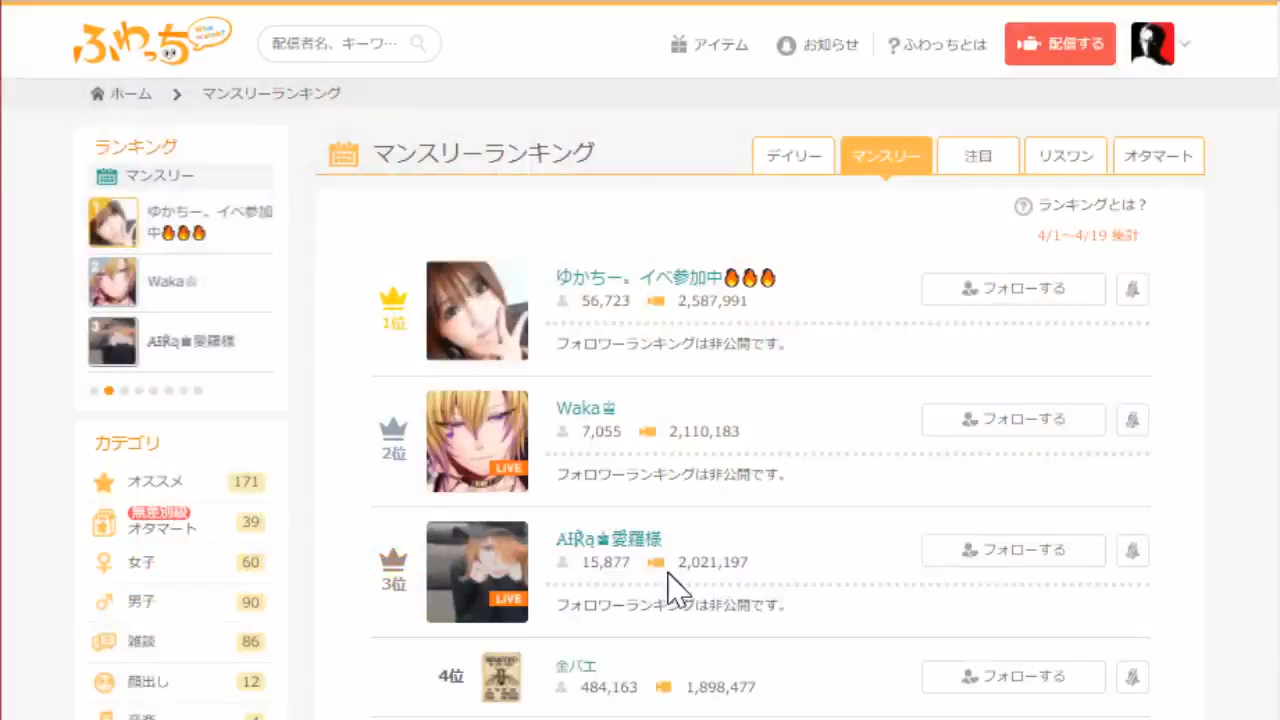 ふわっち
配信者名、キーワ…
アイテム
お知らせ
?ふわっちとは
配信する
ホーム
マンスリーランキング
ランキング
マンスリー
1
ゆかちー。イベ参加
中🔥🔥🔥
2
Waka♕
3
AłƦą♛愛羅様
カテゴリ
オススメ
171
無差別級
オタマート
39
女子
60
男子
90
雑談
86
顔出し
12
マンスリーランキング
デイリー
マンスリー
注目
リスワン
オタマート
? ランキングとは?
4/1〜4/19 集計
1位
ゆかちー。イベ参加中🔥🔥🔥
56,723 2,587,991
フォローする
フォロワーランキングは非公開です。
2位
Waka♕
7,055 2,110,183
フォローする
フォロワーランキングは非公開です。
LIVE
3位
AłƦą♛愛羅様
15,877 2,021,197
フォローする
フォロワーランキングは非公開です。
LIVE
4位
WANTED
金バエ
484,163 1,898,477
フォローする